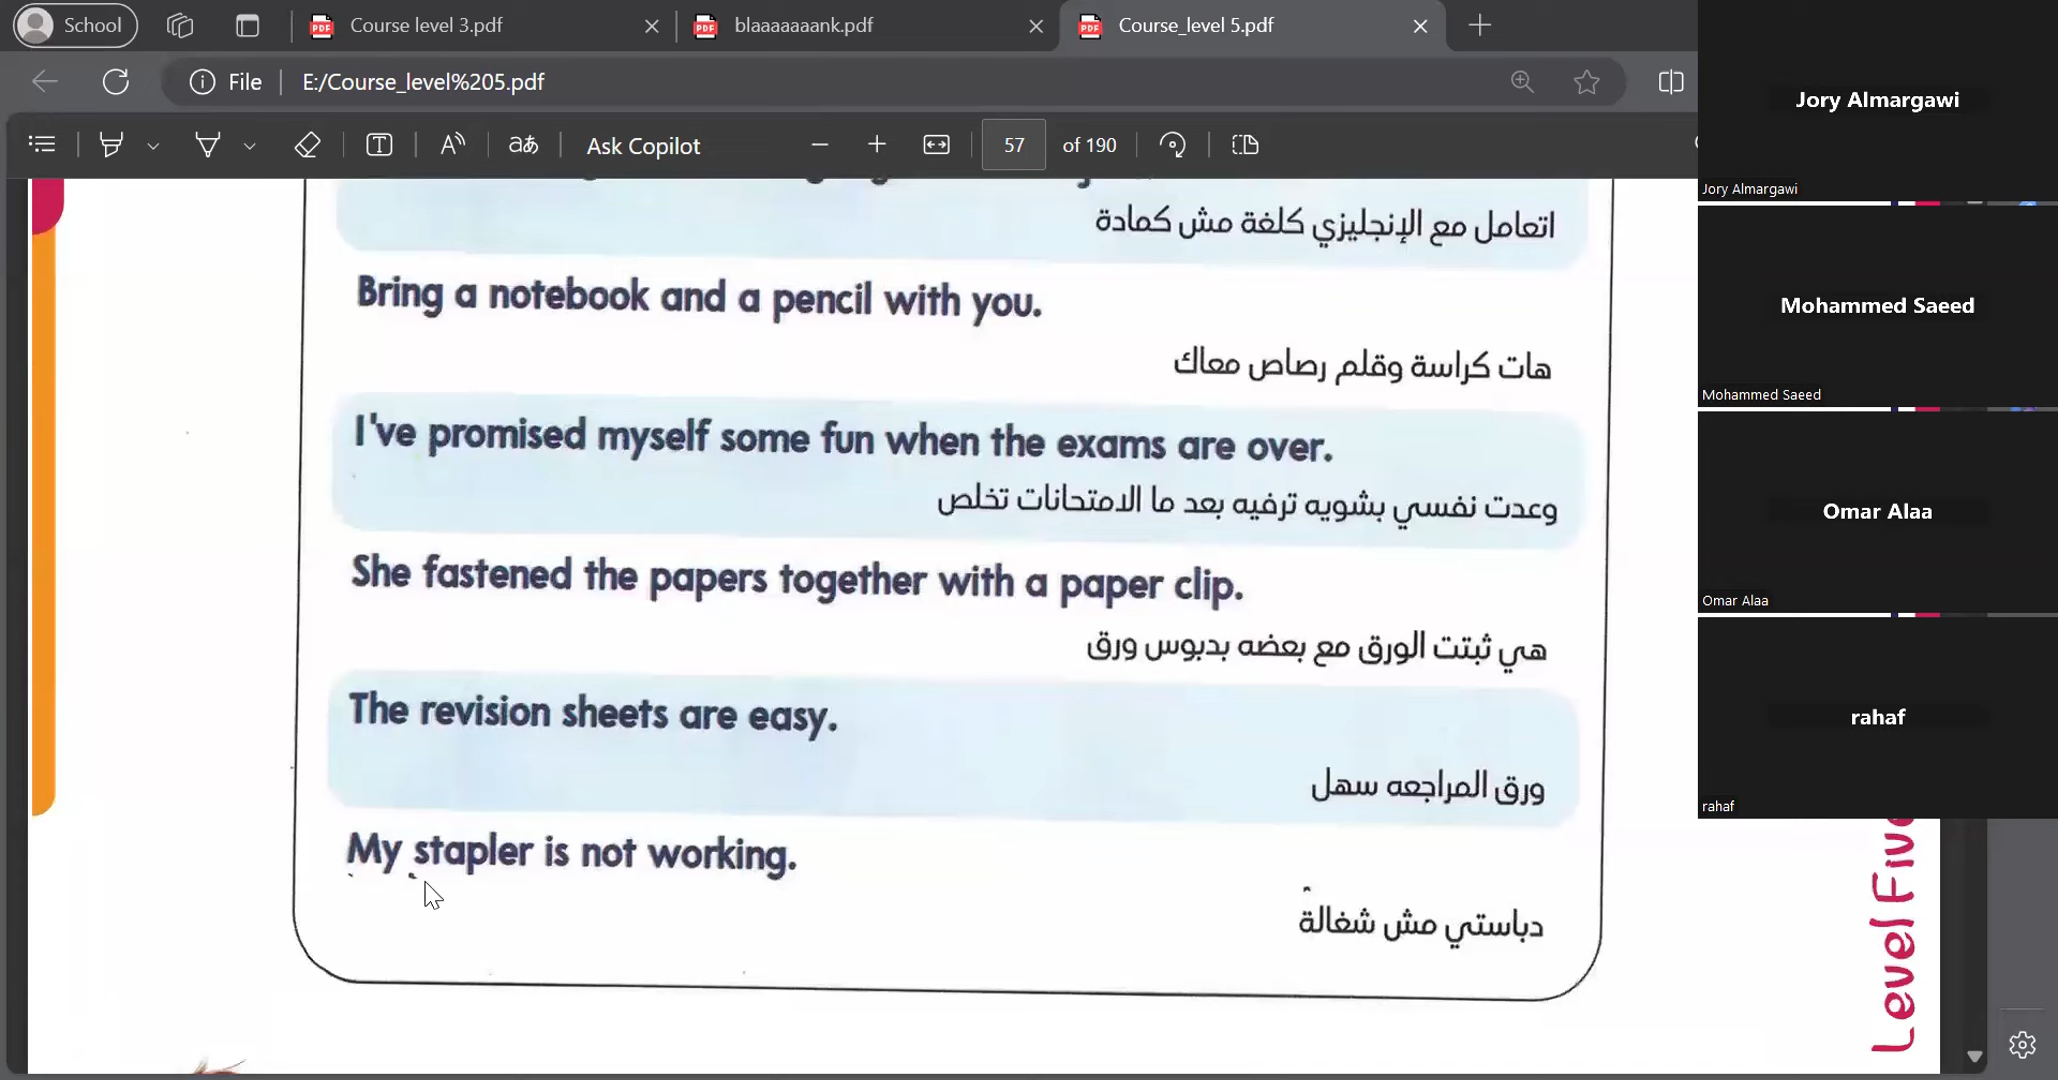 School
Course level 3.pdf
blaaaaaaank.pdf
Course_level 5.pdf
File
E:/Course_level%205.pdf
Ask Copilot
57 of 190
اتعامل مع الإنجليزي كلغة مش كمادة
Bring a notebook and a pencil with you.
هات كراسة وقلم رصاص معاك
I've promised myself some fun when the exams are over.
وعدت نفسي بشويه ترفيه بعد ما الامتحانات تخلص
She fastened the papers together with a paper clip.
هي ثبتت الورق مع بعضه بدبوس ورق
The revision sheets are easy.
ورق المراجعه سهل
My stapler is not working.
دباستي مش شغالة
Jory Almargawi
Jory Almargawi
Mohammed Saeed
Mohammed Saeed
Omar Alaa
Omar Alaa
rahaf
rahaf
Level Five